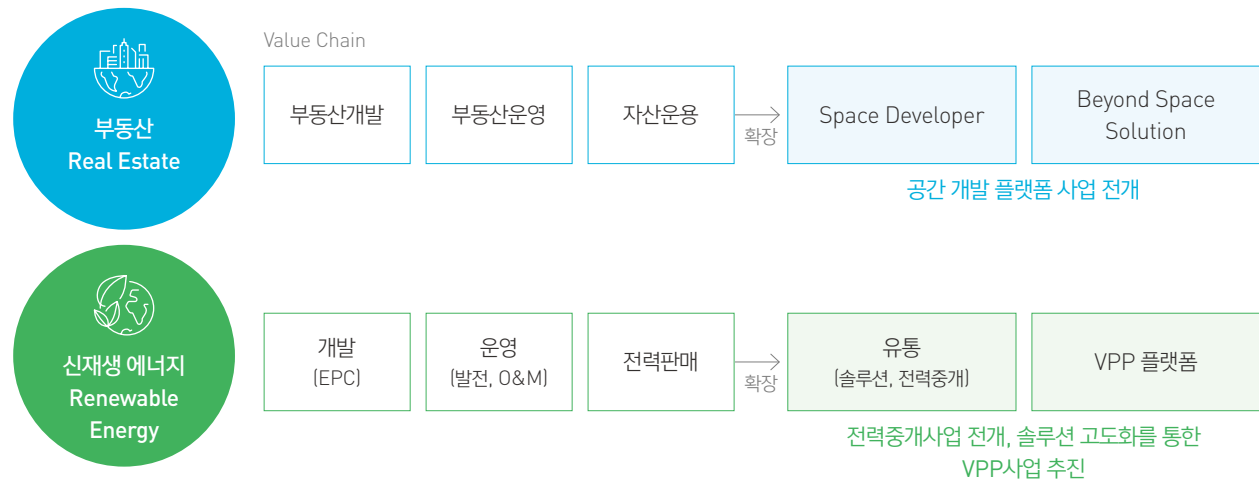 부동산
Real Estate
Value Chain
부동산개발
부동산운영
자산운용
확장
Space Developer
Beyond Space
Solution
공간 개발 플랫폼 사업 전개
신재생 에너지
Renewable
Energy
개발
(EPC)
운영
(발전, O&M)
전력판매
확장
유통
(솔루션, 전력중개)
VPP 플랫폼
전력중개사업 전개, 솔루션 고도화를 통한
VPP사업 추진